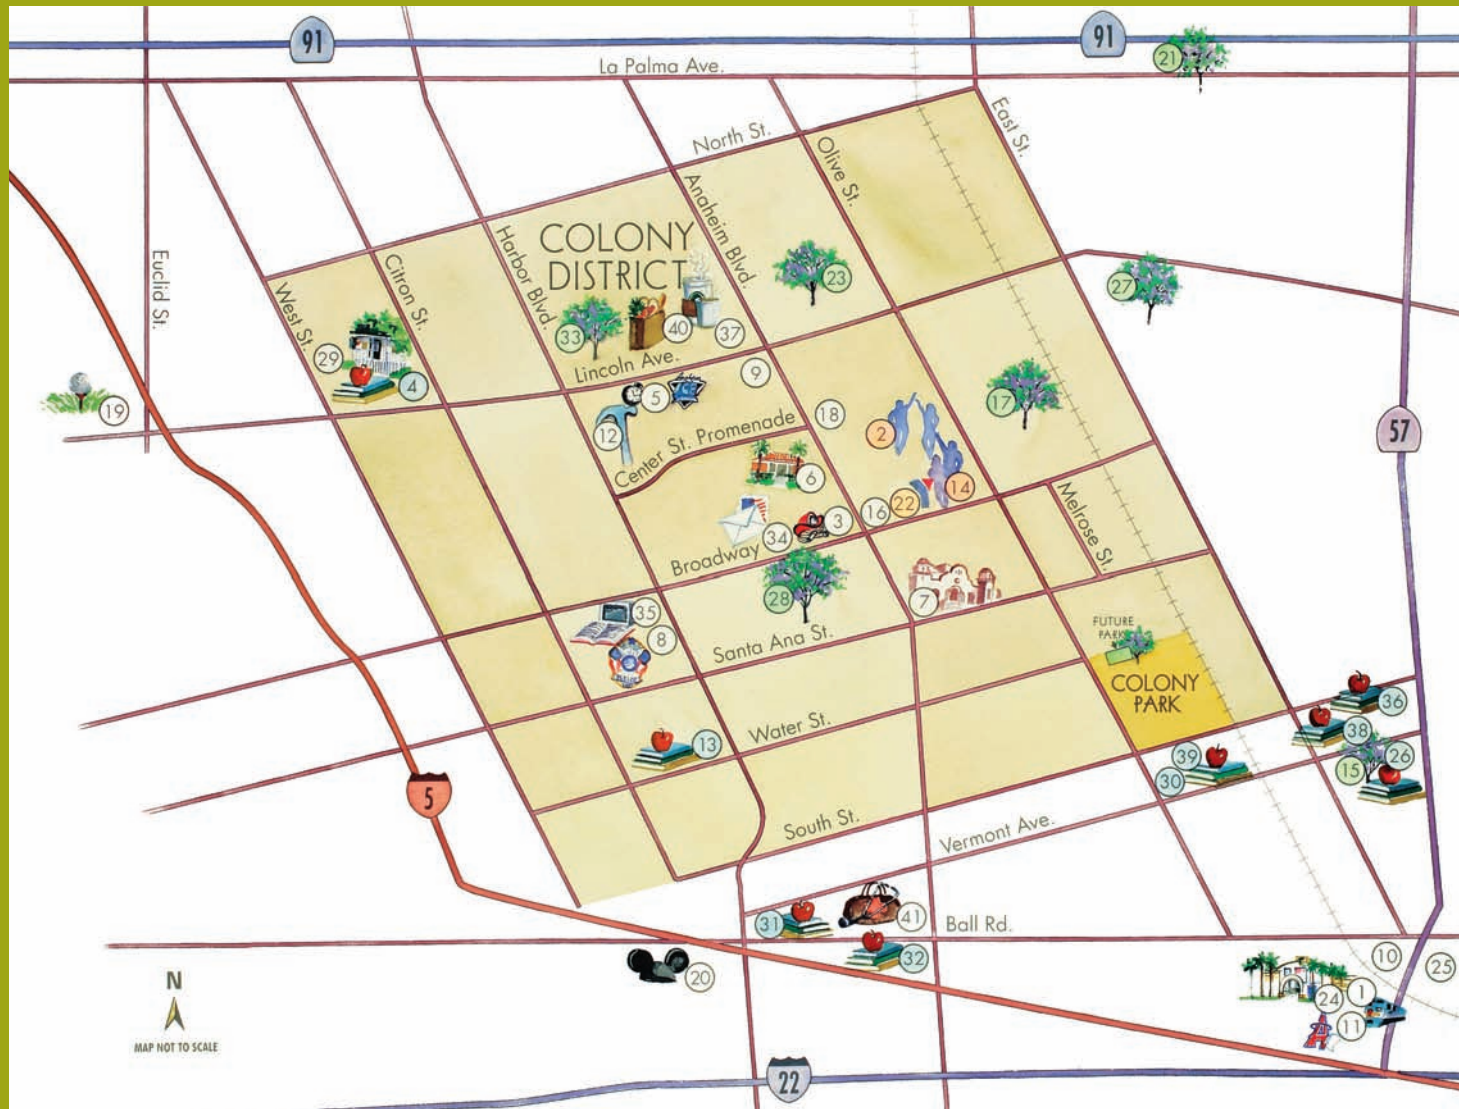 91
91
21
La Palma Ave.
North St.
East St.
Olive St.
Anaheim Blvd.
Harbor Blvd.
Citron St.
West St.
Euclid St.
COLONY
DISTRICT
23
27
33
40
37
29
4
Lincoln Ave.
9
5
19
17
57
12
18
2
Center St. Promenade
6
14
22
16
3
34
Broadway
Melrose St.
28
7
35
8
Santa Ana St.
FUTURE
PARK
COLONY
PARK
36
38
13
Water St.
39
26
15
30
5
South St.
Vermont Ave.
31
41
Ball Rd.
32
20
10
25
N
24
1
11
A
MAP NOT TO SCALE
22